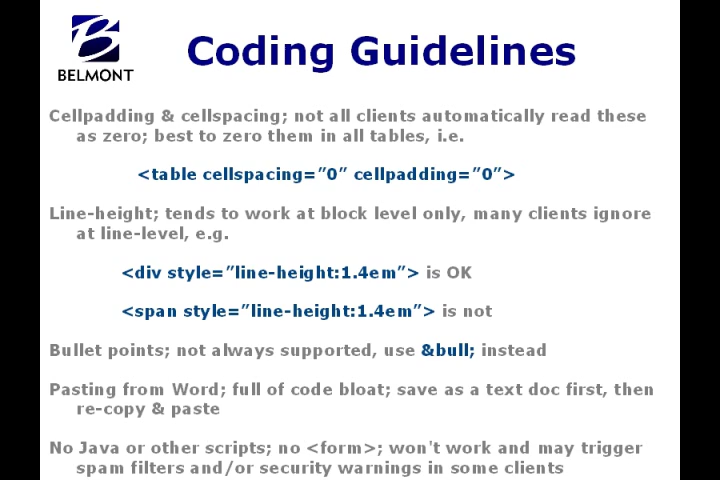 BELMONT
Coding Guidelines
Cellpadding & cellspacing; not all clients automatically read these
as zero; best to zero them in all tables, i.e.
<table cellspacing=”0” cellpadding=”0”>
Line-height; tends to work at block level only, many clients ignore
at line-level, e.g.
<div style=”line-height:1.4em”> is OK
<span style=”line-height:1.4em”> is not
Bullet points; not always supported, use &bull; instead
Pasting from Word; full of code bloat; save as a text doc first, then
re-copy & paste
No Java or other scripts; no <form>; won't work and may trigger
spam filters and/or security warnings in some clients